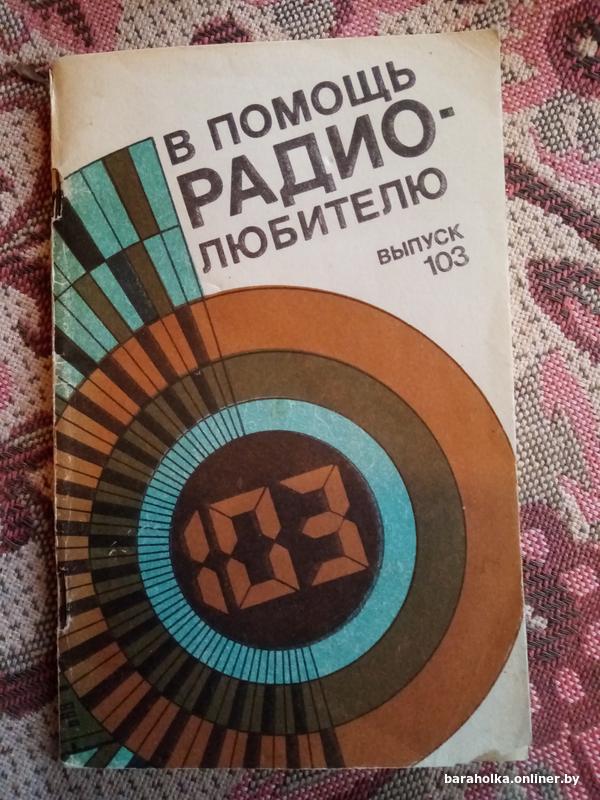 В ПОМОЩЬ
РАДИО-
ЛЮБИТЕЛЮ
ВЫПУСК
103
103
baraholka.onliner.by